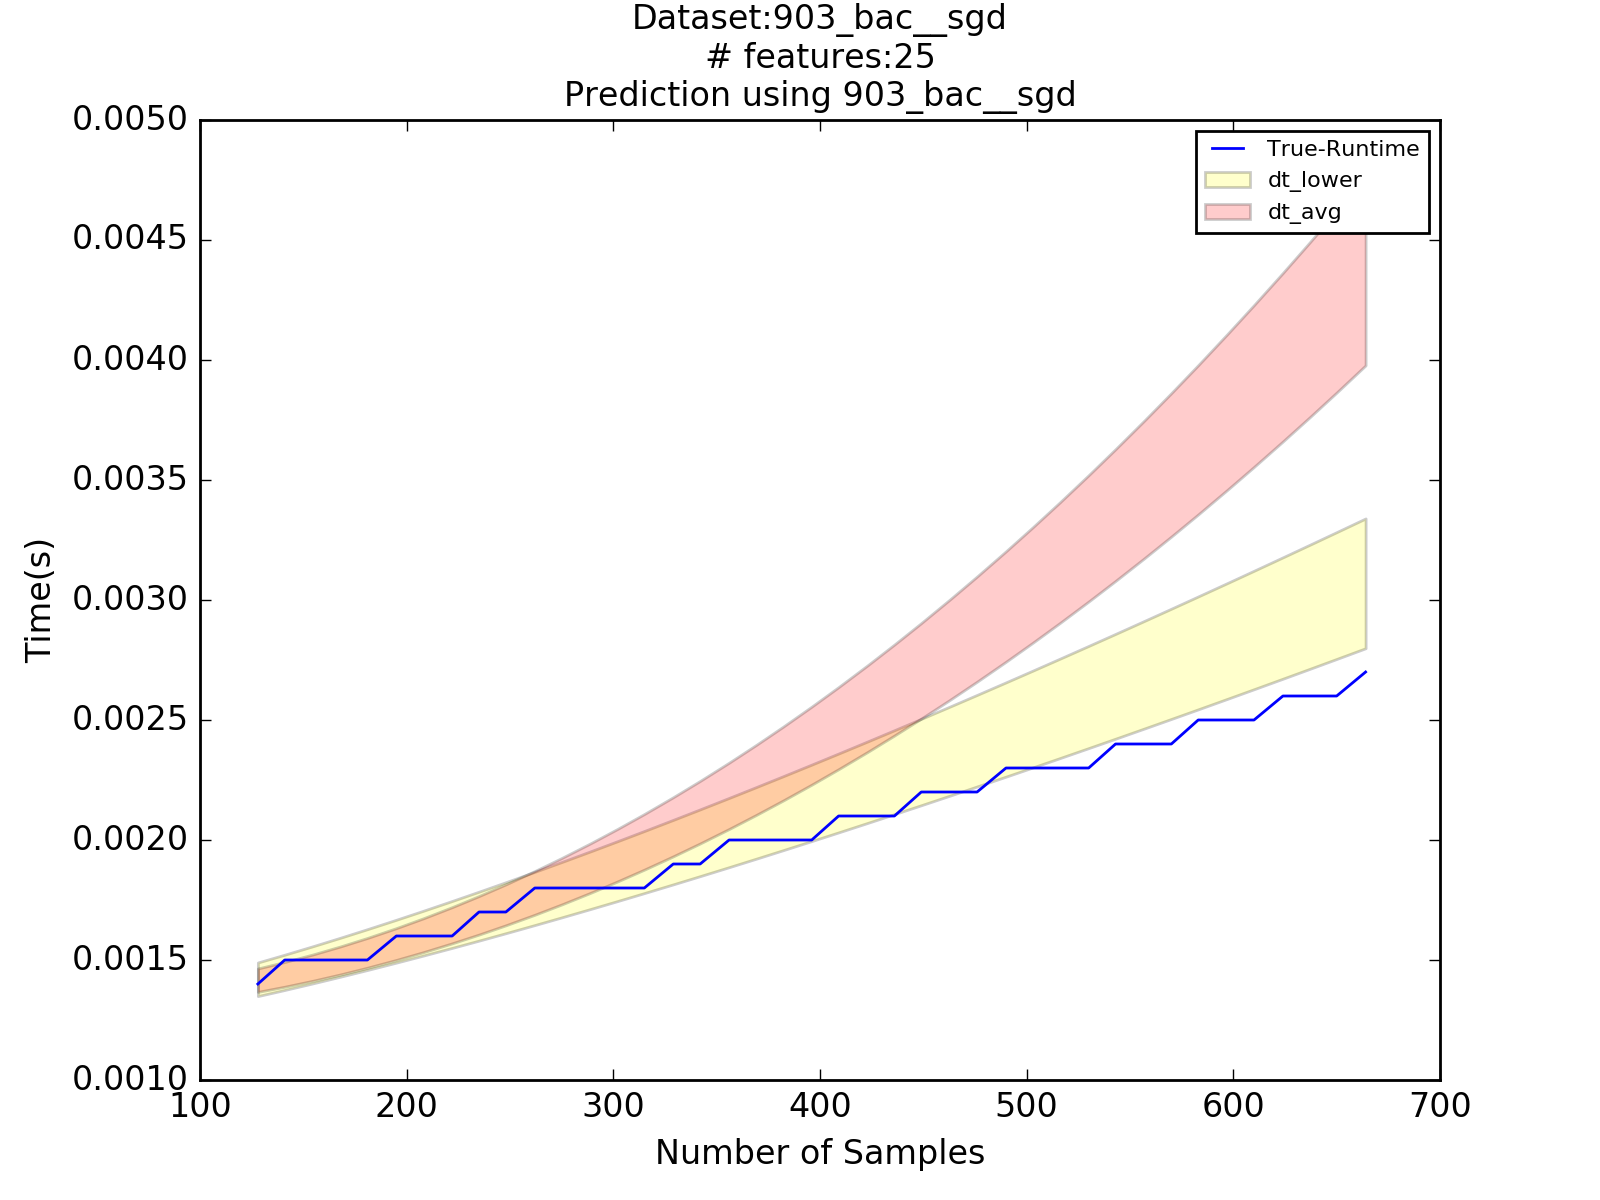 Dataset:903_bac__sgd
# features:25
Prediction using 903_bac__sgd
0.0050
0.0045
0.0040
0.0035
0.0030
0.0025
0.0020
0.0015
0.0010
Time(s)
True-Runtime
dt_lower
dt_avg
100 200 300 400 500 600 700
Number of Samples